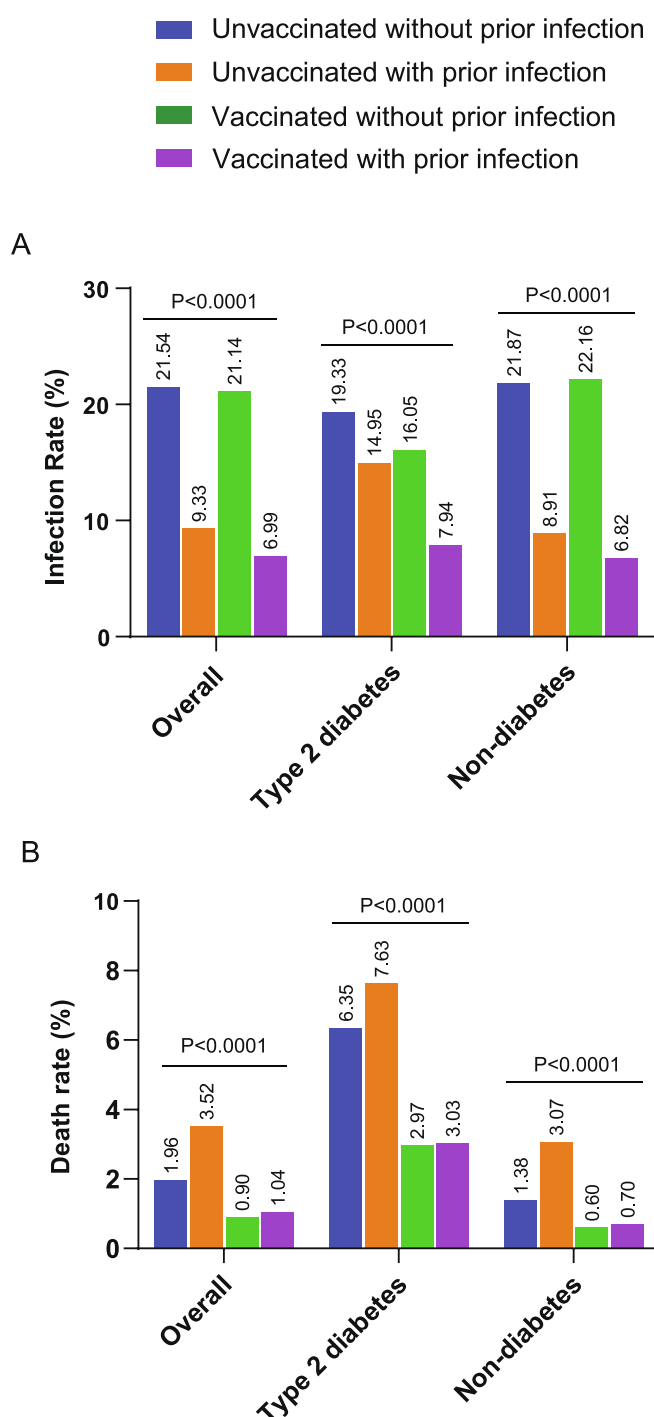 Unvaccinated without prior infection
Unvaccinated with prior infection
Vaccinated without prior infection
Vaccinated with prior infection
A
Infection Rate (%)
30
20
10
0
P<0.0001
21.54
9.33
21.14
6.99
P<0.0001
19.33
14.95
16.05
7.94
P<0.0001
21.87
8.91
22.16
6.82
Overall
Type 2 diabetes
Non-diabetes
B
Death rate (%)
10
8
6
4
2
0
P<0.0001
1.96
3.52
0.90
1.04
P<0.0001
6.35
7.63
2.97
3.03
P<0.0001
1.38
3.07
0.60
0.70
Overall
Type 2 diabetes
Non-diabetes